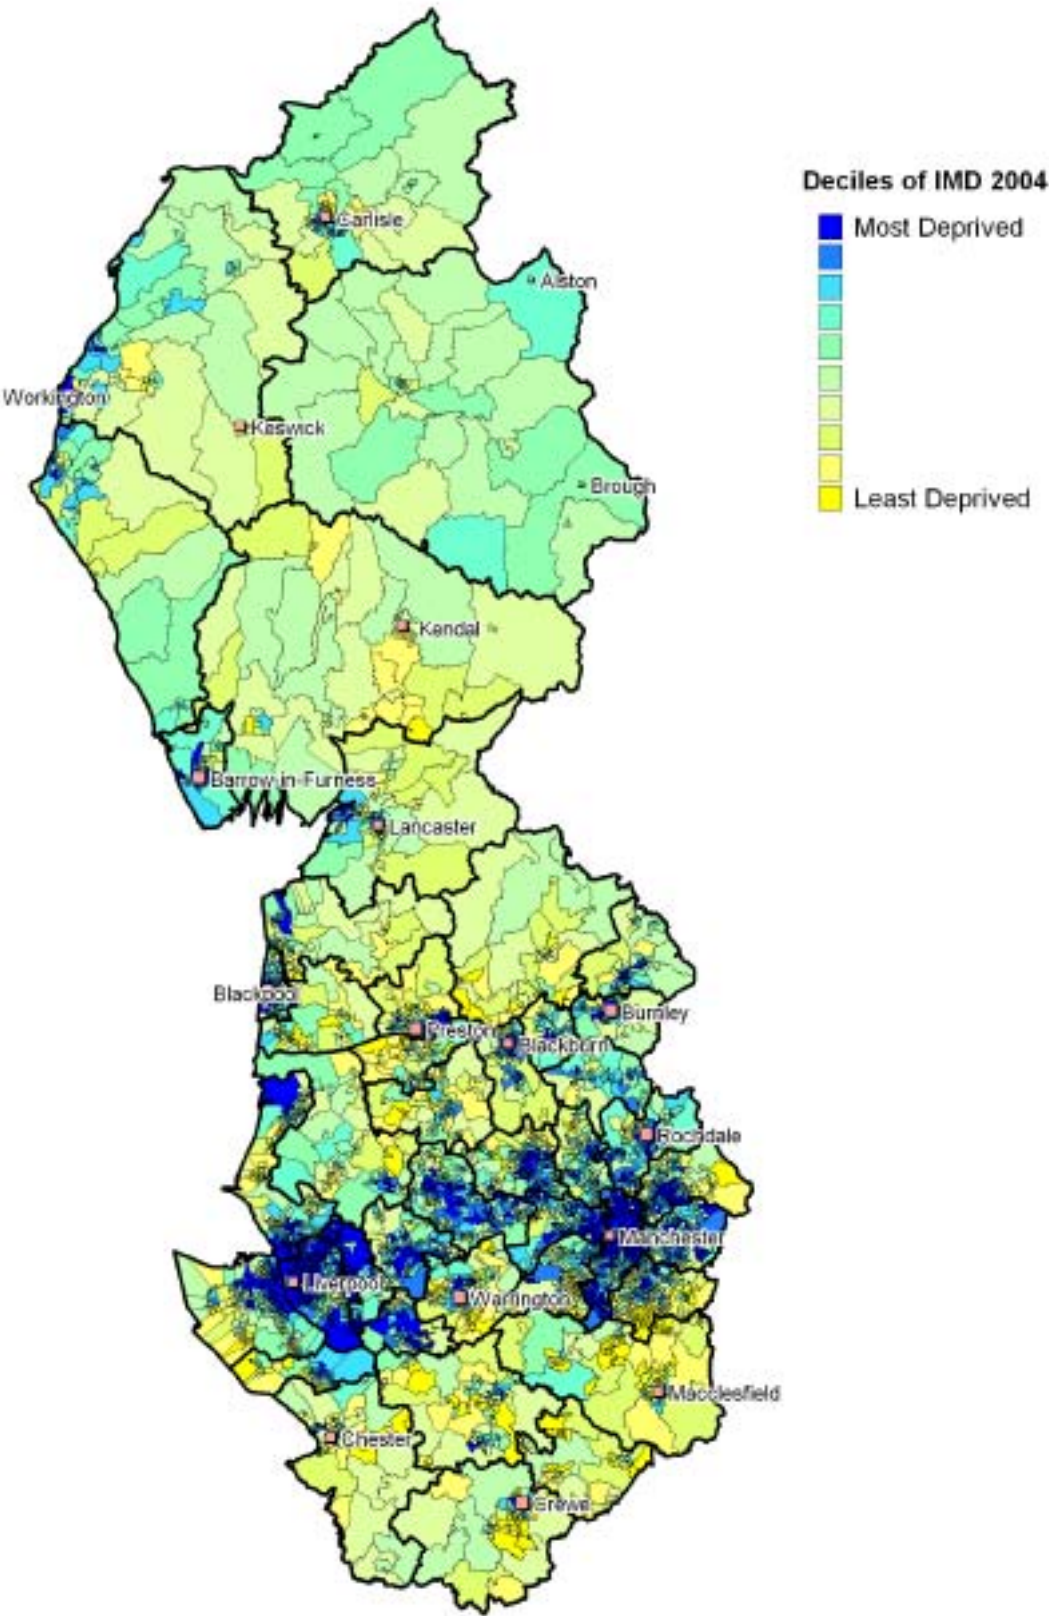 Deciles of IMD 2004
Most Deprived
Least Deprived
Carlisle
Alston
Workington
Keswick
Brough
Kendal
Barrow-in-Furness
Lancaster
Blackpool
Burnley
Preston
Blackburn
Rochdale
Manchester
Liverpool
Warrington
Macclesfield
Chester
Crewe